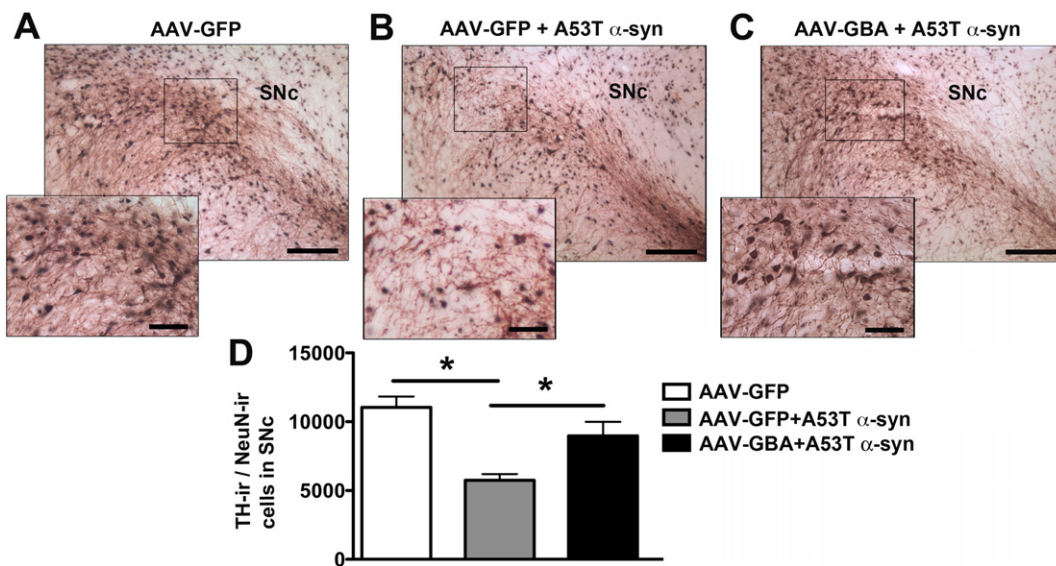 A
AAV-GFP
SNc
B
AAV-GFP + A53T α-syn
SNc
C
AAV-GBA + A53T α-syn
SNc
D
15000
10000
5000
0
TH-ir / NeuN-ir
cells in SNc
*
*
AAV-GFP
AAV-GFP+A53T α-syn
AAV-GBA+A53T α-syn